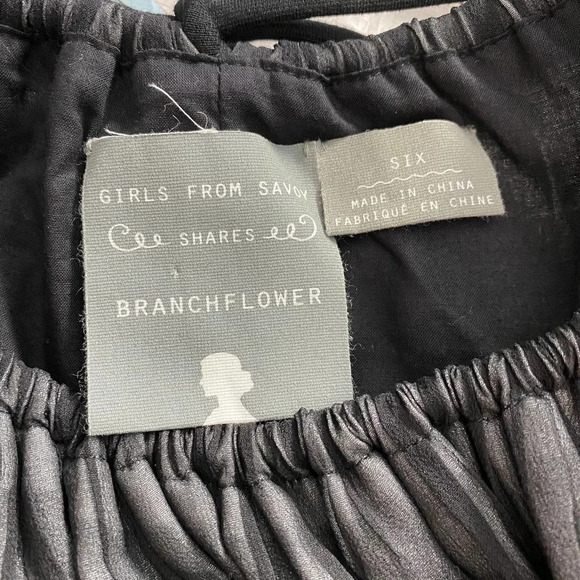 GIRLS FROM SAVOY
SHARES
BRANCHFLOWER
SIX
MADE IN CHINA
FABRIQUÉ EN CHINE